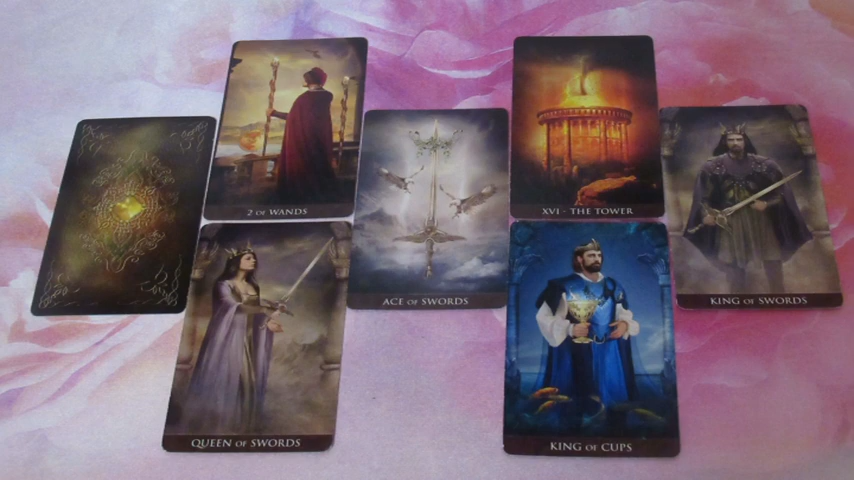 2 OF WANDS
XVI - THE TOWER
ACE OF SWORDS
KING OF SWORDS
QUEEN OF SWORDS
KING OF CUPS